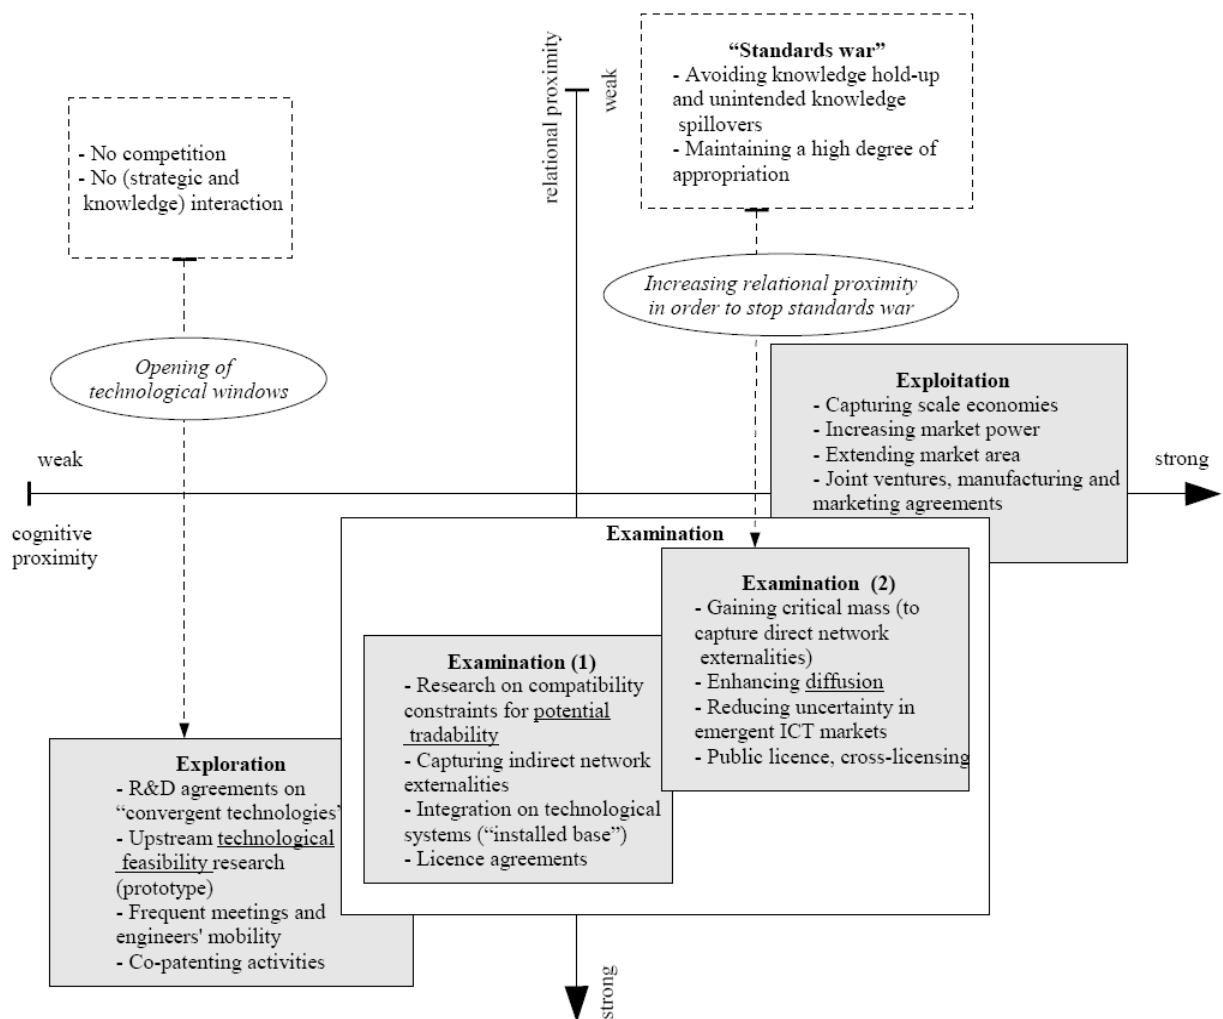 “Standards war”
- Avoiding knowledge hold-up
and unintended knowledge
spillovers
- Maintaining a high degree of
appropriation
relational proximity
weak
- No competition
- No (strategic and
knowledge) interaction
Increasing relational proximity
in order to stop standards war
Opening of
technological windows
Exploitation
- Capturing scale economies
- Increasing market power
- Extending market area
- Joint ventures, manufacturing and
marketing agreements
weak
strong
cognitive
proximity
Examination
Examination (2)
- Gaining critical mass (to
capture direct network
externalities)
- Enhancing diffusion
- Reducing uncertainty in
emergent ICT markets
- Public licence, cross-licensing
Examination (1)
- Research on compatibility
constraints for potential
tradability
- Capturing indirect network
externalities
- Integration on technological
systems (“installed base”)
- Licence agreements
Exploration
- R&D agreements on
“convergent technologies”
- Upstream technological
feasibility research
(prototype)
- Frequent meetings and
engineers' mobility
- Co-patenting activities
strong